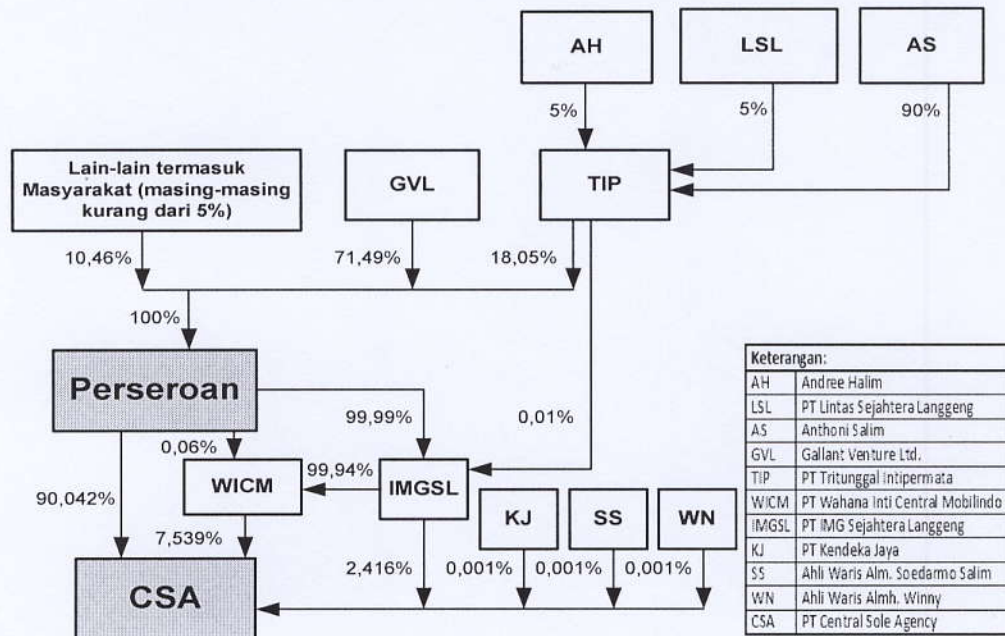 AH
LSL
AS
5%
5%
90%
Lain-lain termasuk
Masyarakat (masing-masing
kurang dari 5%)
GVL
TIP
10,46%
71,49%
18,05%
100%
Perseroan
99,99%
0,01%
0,06%
90,042%
WICM
99,94%
IMGSL
KJ
SS
WN
7,539%
2,416%
0,001%
0,001%
0,001%
CSA
Keterangan:
AH Andree Halim
LSL PT Lintas Sejahtera Langgeng
AS Anthoni Salim
GVL Gallant Venture Ltd.
TIP PT Tritunggal Intipermata
WICM PT Wahana Inti Central Mobilindo
IMGSL PT IMG Sejahtera Langgeng
KJ PT Kendeka Jaya
SS Ahli Waris Alm. Soedarmo Salim
WN Ahli Waris Almh. Winny
CSA PT Central Sole Agency